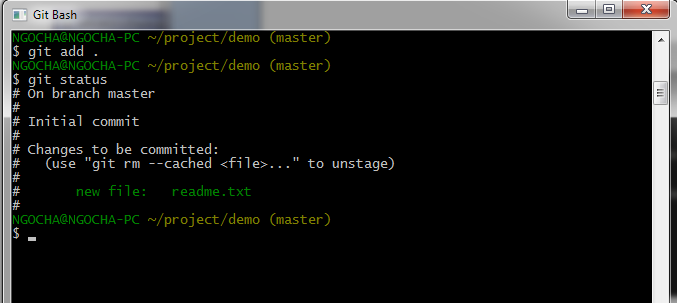 Git Bash
NGOCHA@NGOCHA-PC ~/project/demo (master)
$ git add .
NGOCHA@NGOCHA-PC ~/project/demo (master)
$ git status
# On branch master
#
# Initial commit
#
# Changes to be committed:
#   (use "git rm --cached <file>..." to unstage)
#
#       new file:   readme.txt
#
NGOCHA@NGOCHA-PC ~/project/demo (master)
$